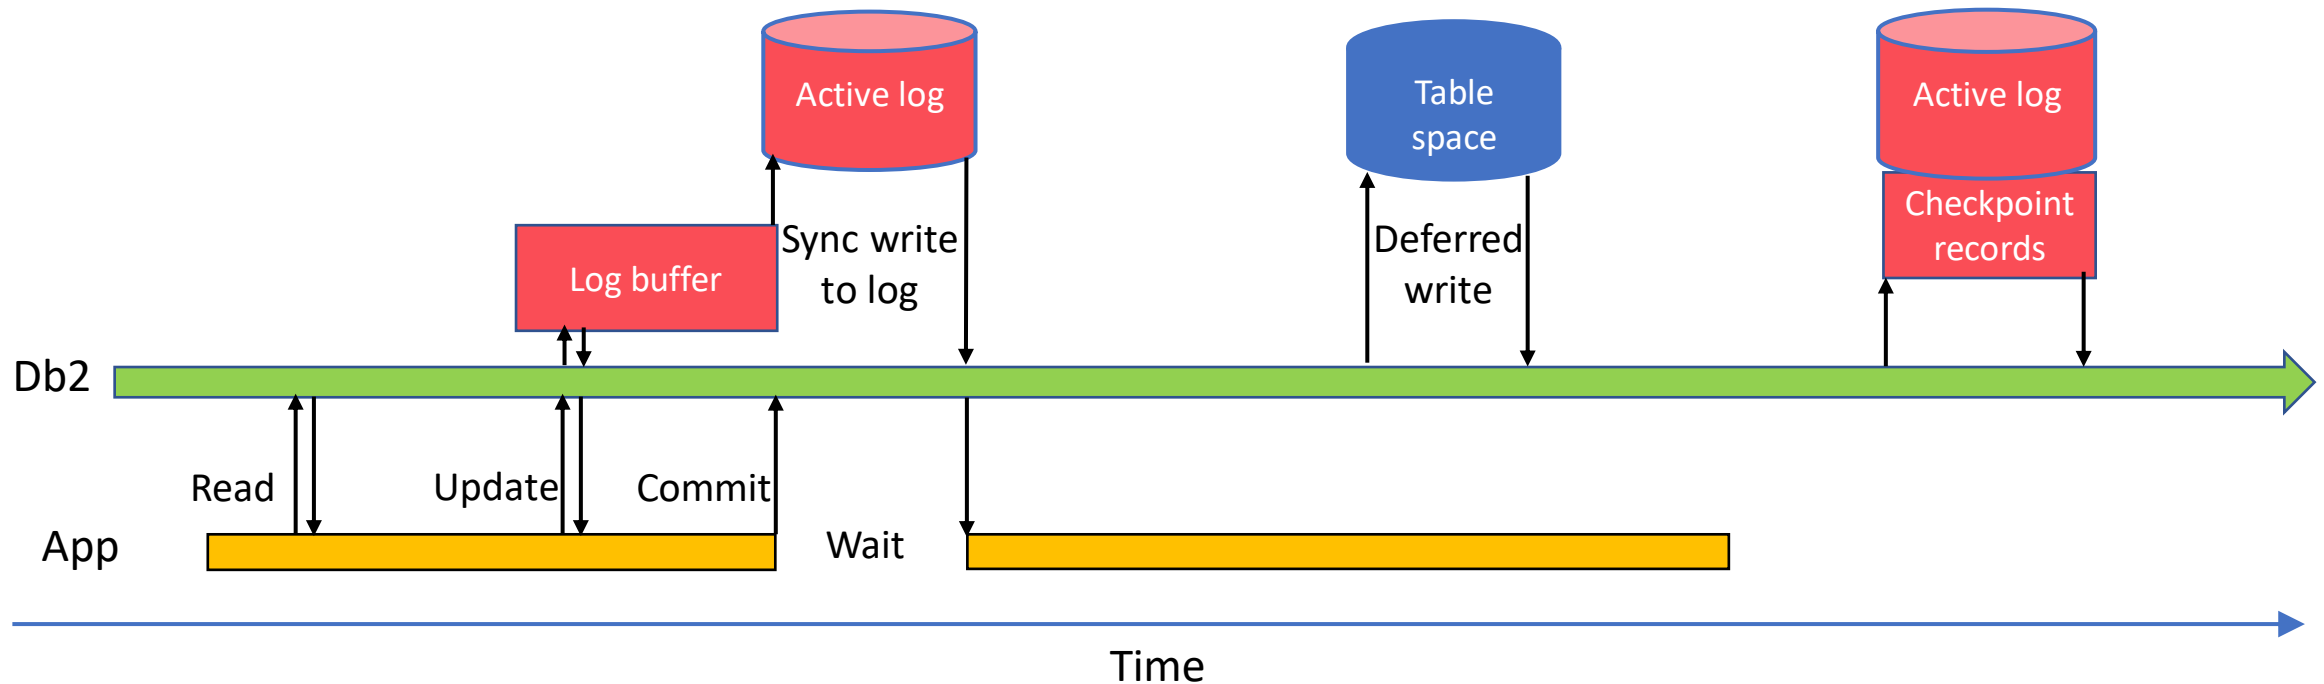 Active log
Table
space
Active log
Checkpoint
records
Log buffer
Sync write
to log
Deferred
write
Db2
Read
Update
Commit
App
Wait
Time